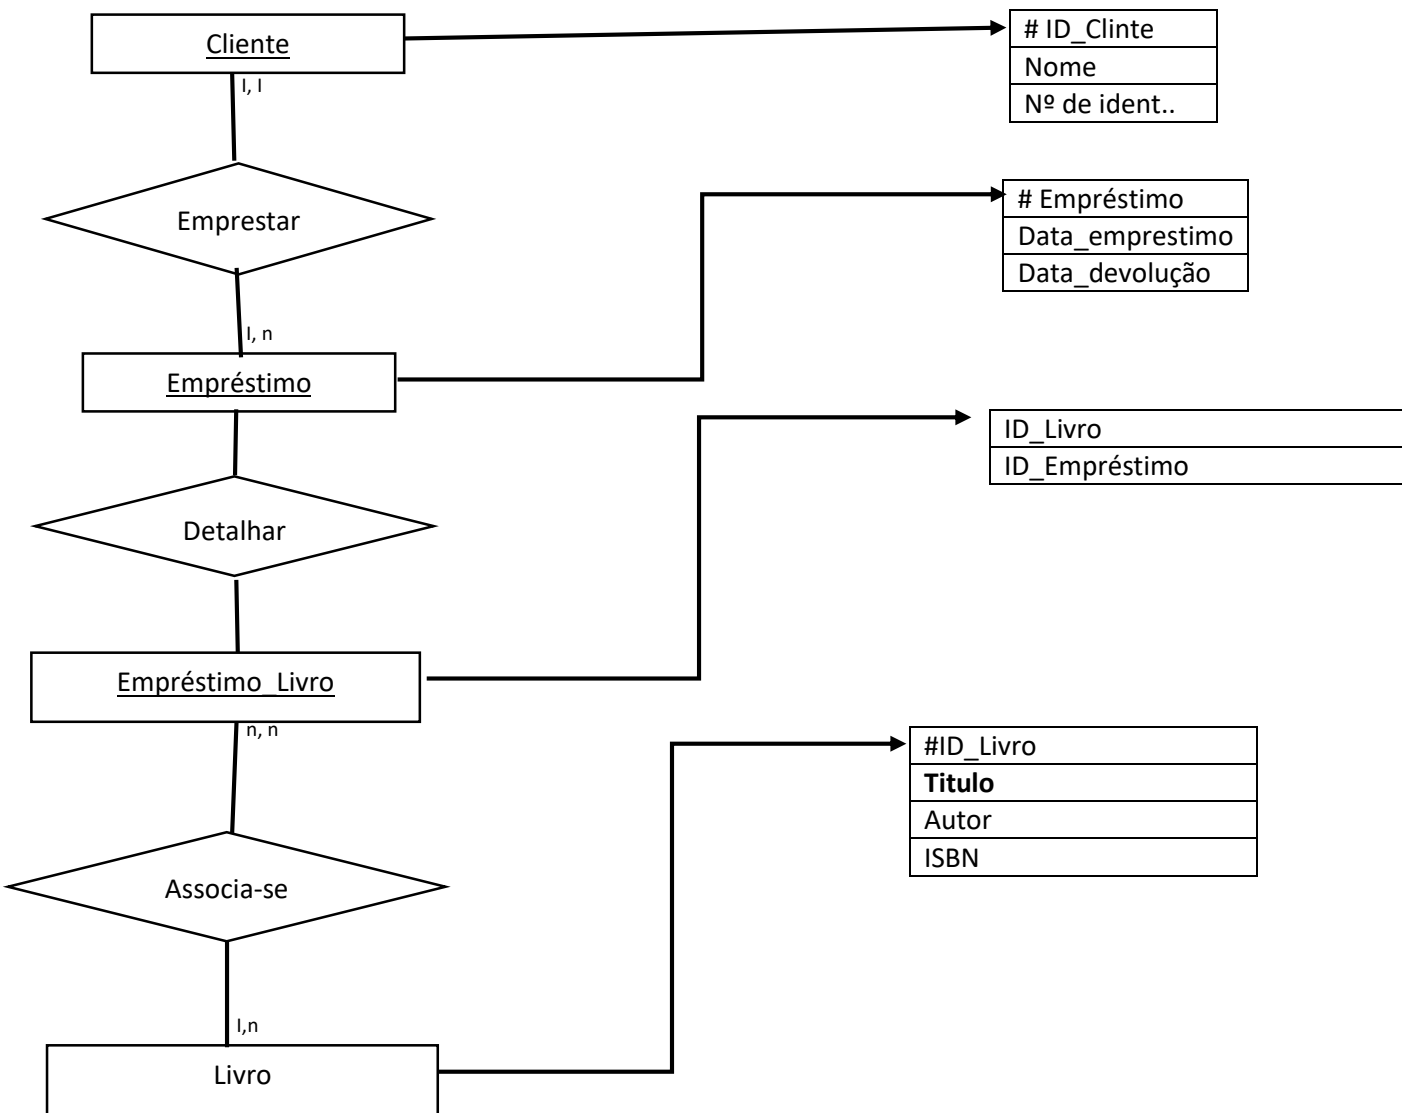 Cliente
I, I
# ID_Clinte
Nome
Nº de ident..
Emprestar
I, n
# Empréstimo
Data_emprestimo
Data_devolução
Empréstimo
ID_Livro
ID_Empréstimo
Detalhar
Empréstimo_Livro
n, n
#ID_Livro
Titulo
Autor
ISBN
Associa-se
I,n
Livro